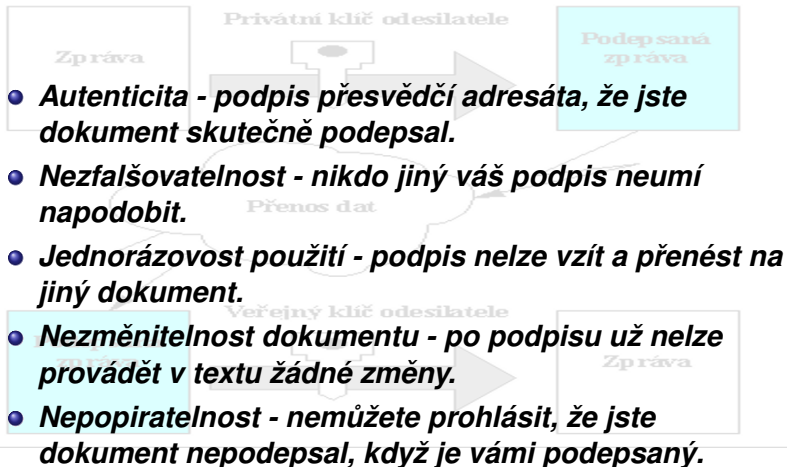 Privátní klíč odesilatele
Zpráva
Podepsaná
zpráva
Autenticita - podpis přesvědčí adresáta, že jste
dokument skutečně podepsal.
Nezfalšovatelnost - nikdo jiný váš podpis neumí
napodobit.
Přenos dat
Jednorázovost použití - podpis nelze vzít a přenést na
jiný dokument.
Veřejný klíč odesilatele
Nezměnitelnost dokumentu - po podpisu už nelze
provádět v textu žádné změny.
Zpráva
Nepopiratelnost - nemůžete prohlásit, že jste
dokument nepodepsal, když je vámi podepsaný.